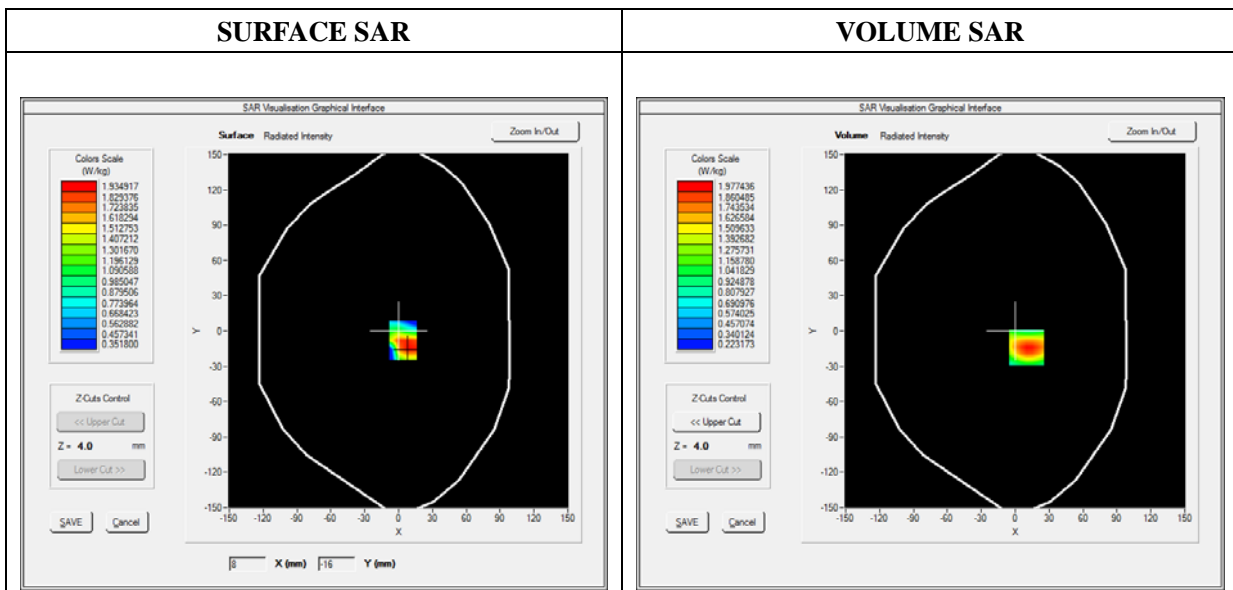 SURFACE SAR
SAR Visualisation Graphical Interface
Surface Radiated Intensity
Zoom In/Out
Colors Scale
(W/kg)
1.934917
1.829376
1.723835
1.618294
1.512753
1.407212
1.301670
1.196129
1.090588
0.985047
0.879506
0.773964
0.668423
0.562882
0.457341
0.351800
Z-Cuts Control
<< Upper Cut
Z = 4.0 mm
Lower Cut >>
SAVE Cancel
150
120
90
60
30
0
-30
-60
-90
-120
-150
Y
-150 -120 -90 -60 -30 0 30 60 90 120 150
X
8 X (mm) -16 Y (mm)
VOLUME SAR
SAR Visualisation Graphical Interface
Volume Radiated Intensity
Zoom In/Out
Colors Scale
(W/kg)
1.977436
1.860485
1.743534
1.626584
1.509633
1.392682
1.275731
1.158780
1.041829
0.924878
0.807927
0.690976
0.574025
0.457074
0.340124
0.223173
Z-Cuts Control
<< Upper Cut
Z = 4.0 mm
Lower Cut >>
SAVE Cancel
150
120
90
60
30
0
-30
-60
-90
-120
-150
Y
-150 -120 -90 -60 -30 0 30 60 90 120 150
X